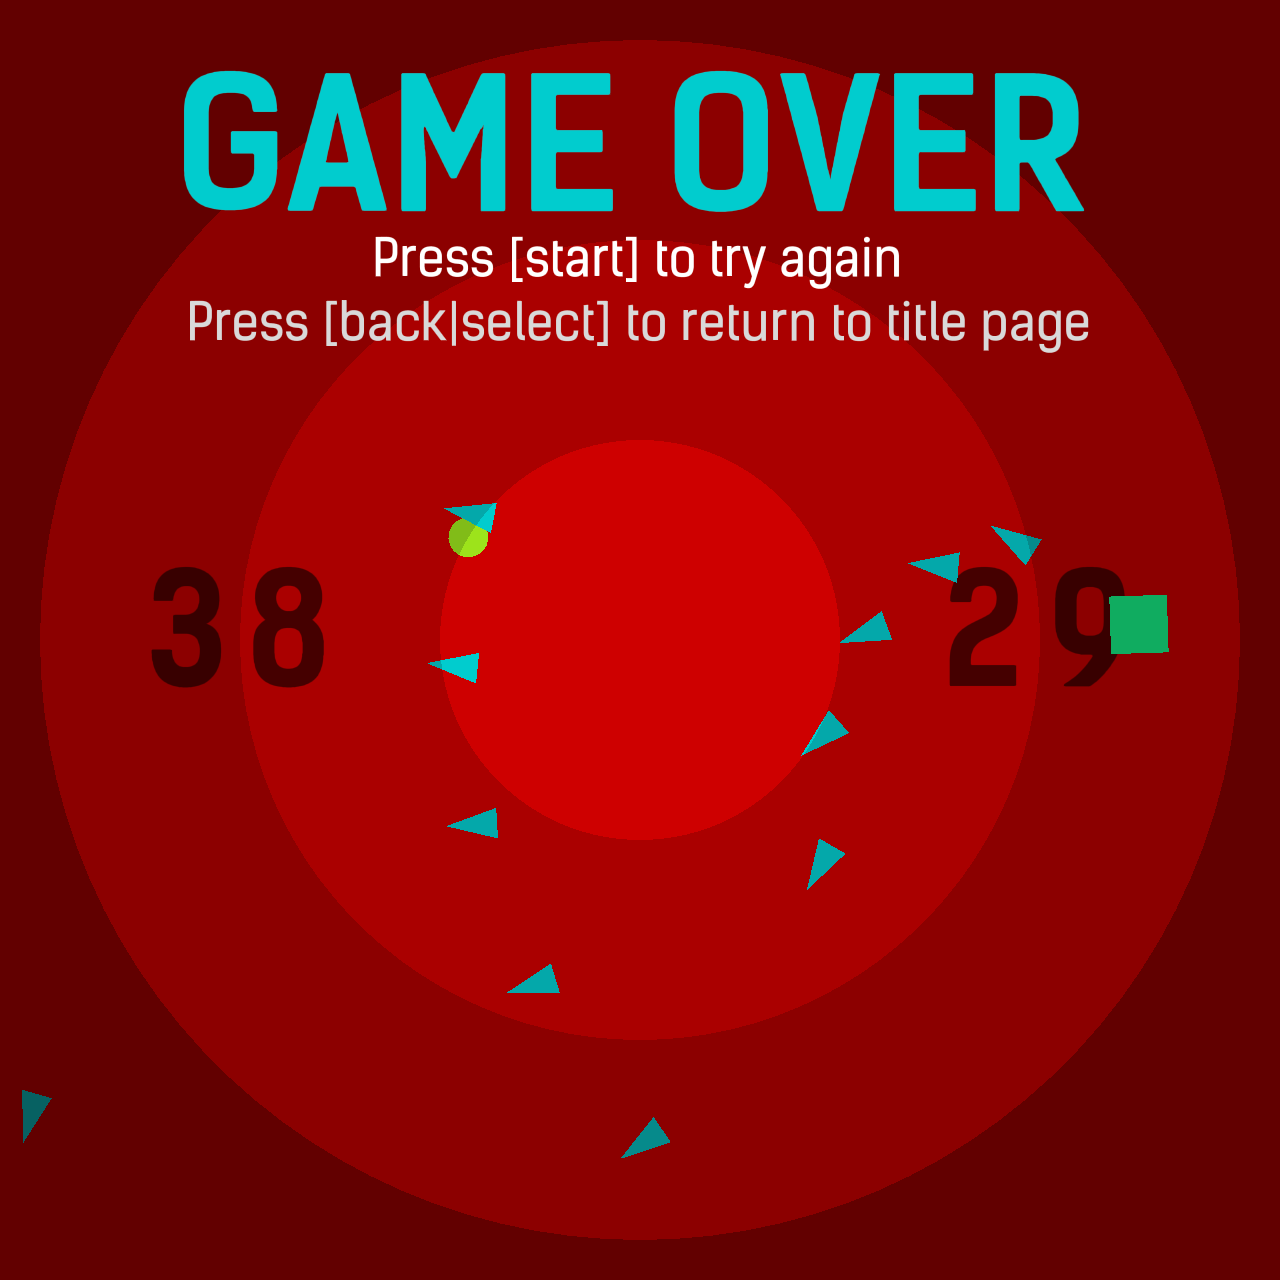 GAME OVER
Press [start] to try again
Press [back|select] to return to title page
38 29